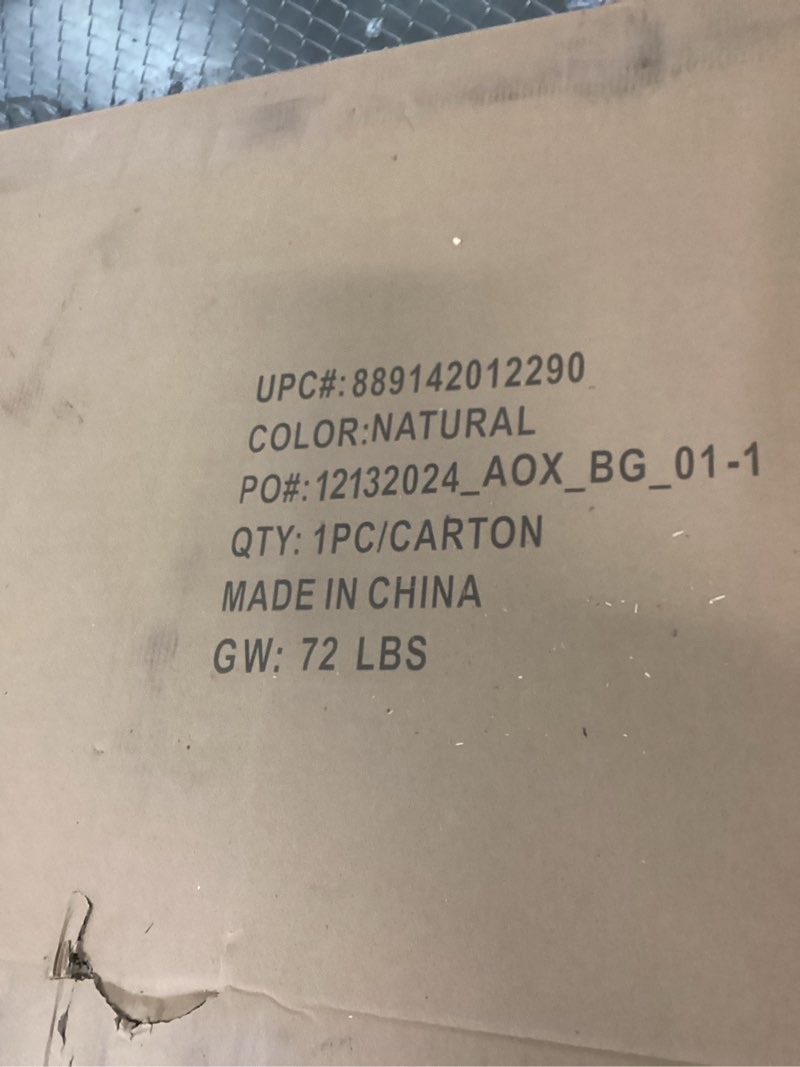 UPC#:889142012290
COLOR:NATURAL
PO#:12132024_AOX_BG_01-1
QTY: 1PC/CARTON
MADE IN CHINA
GW: 72 LBS